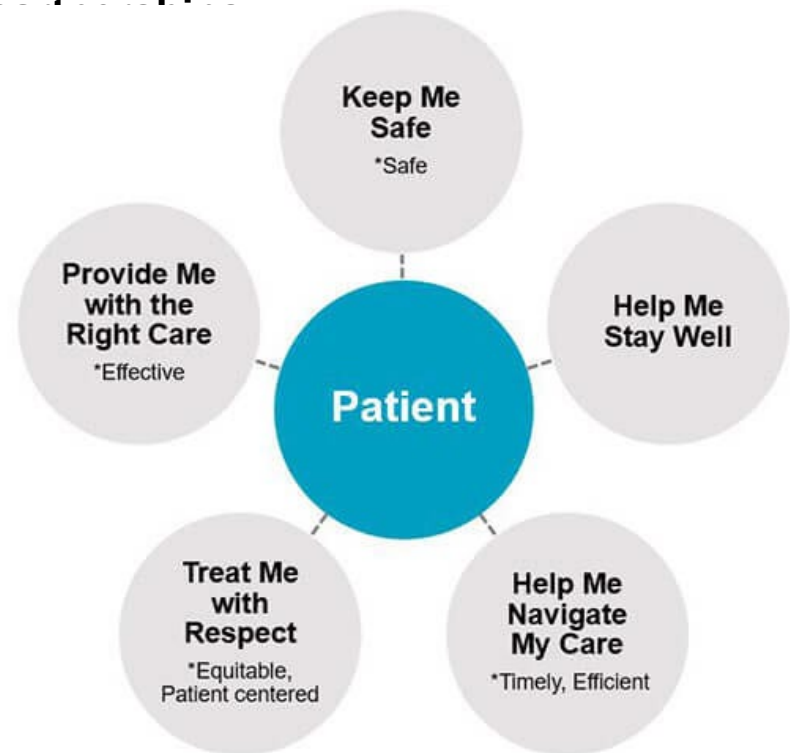 Keep Me
Safe
*Safe
Provide Me
with the
Right Care
*Effective
Help Me
Stay Well
Patient
Treat Me
with
Respect
*Equitable,
Patient centered
Help Me
Navigate
My Care
*Timely, Efficient